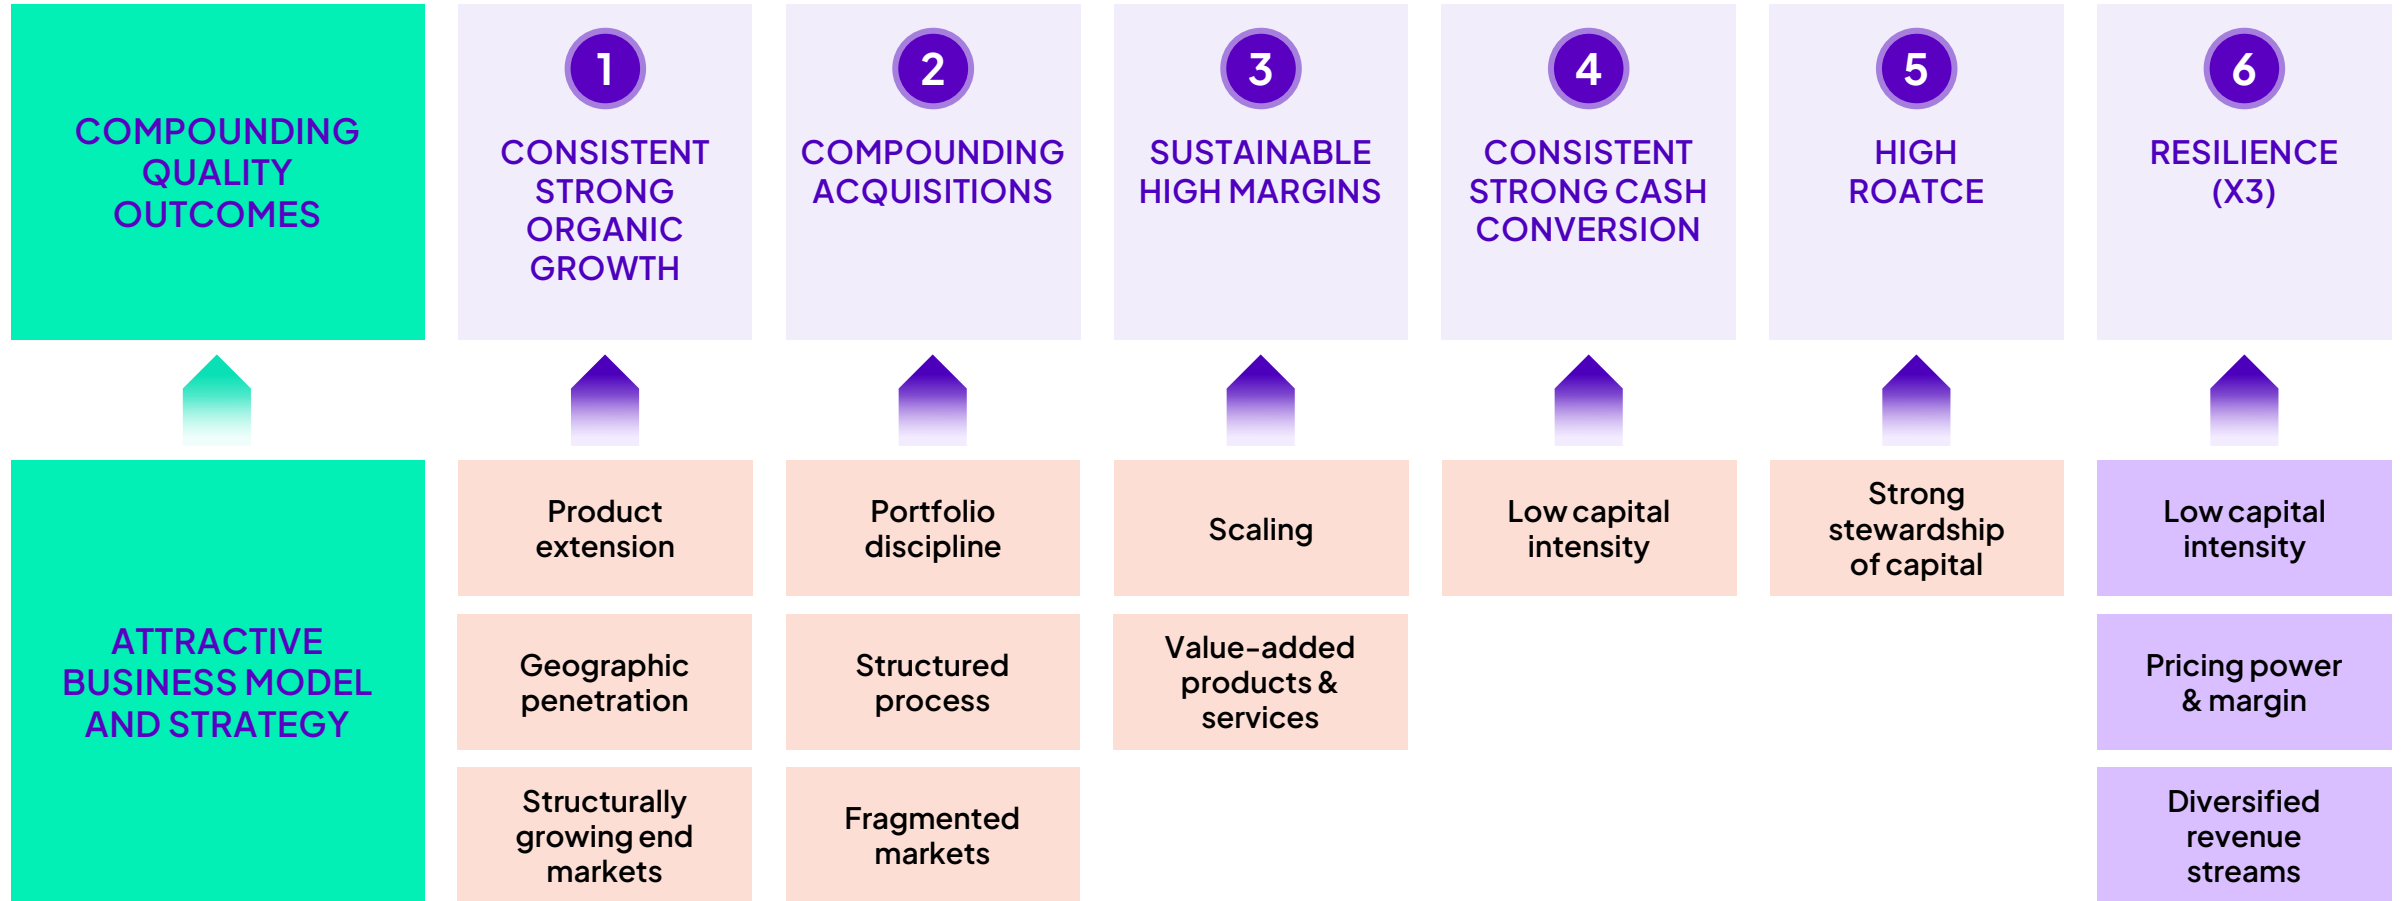 COMPOUNDING
QUALITY
OUTCOMES
1
CONSISTENT
STRONG
ORGANIC
GROWTH
2
COMPOUNDING
ACQUISITIONS
3
SUSTAINABLE
HIGH MARGINS
4
CONSISTENT
STRONG CASH
CONVERSION
5
HIGH
ROATCE
6
RESILIENCE
(X3)
ATTRACTIVE
BUSINESS MODEL
AND STRATEGY
Product
extension
Geographic
penetration
Structurally
growing end
markets
Portfolio
discipline
Structured
process
Fragmented
markets
Scaling
Value-added
products &
services
Low capital
intensity
Strong
stewardship
of capital
Low capital
intensity
Pricing power
& margin
Diversified
revenue
streams